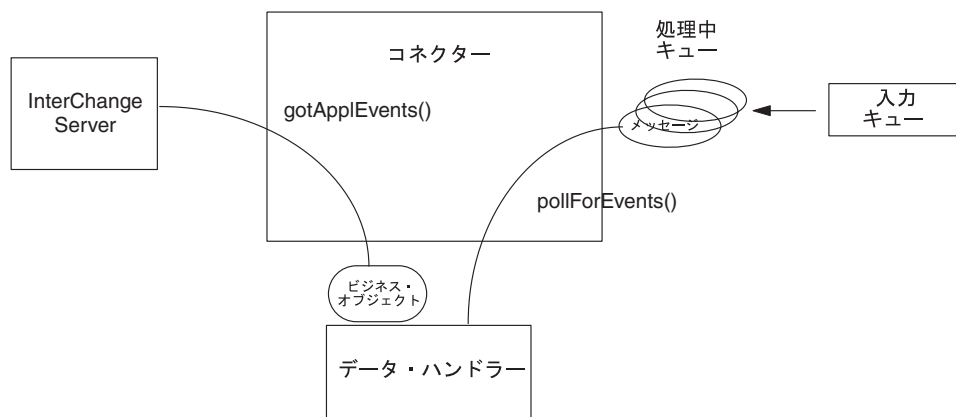 コネクター
処理中
キュー
InterChange
Server
gotApplEvents()
メッセージ
入力
キュー
pollForEvents()
ビジネス・
オブジェクト
データ・ハンドラー